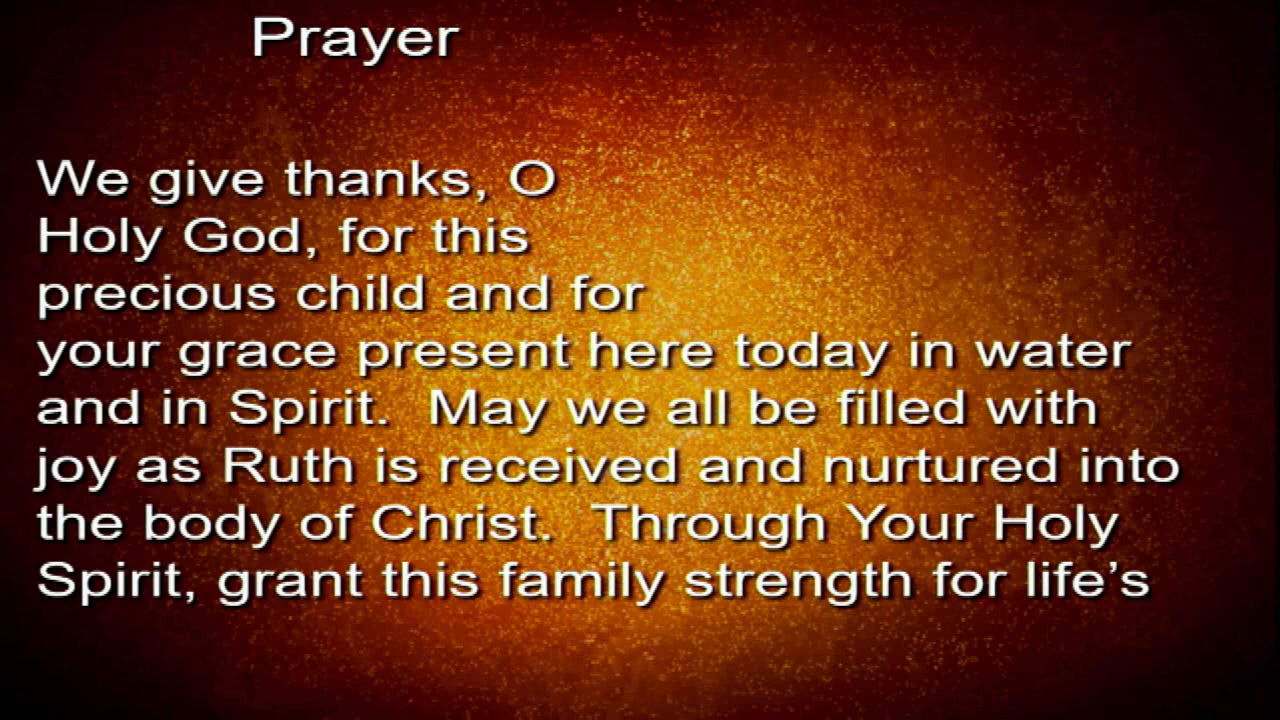 Prayer
We give thanks, O
Holy God, for this
precious child and for
your grace present here today in water
and in Spirit.  May we all be filled with
joy as Ruth is received and nurtured into
the body of Christ.  Through Your Holy
Spirit, grant this family strength for life’s